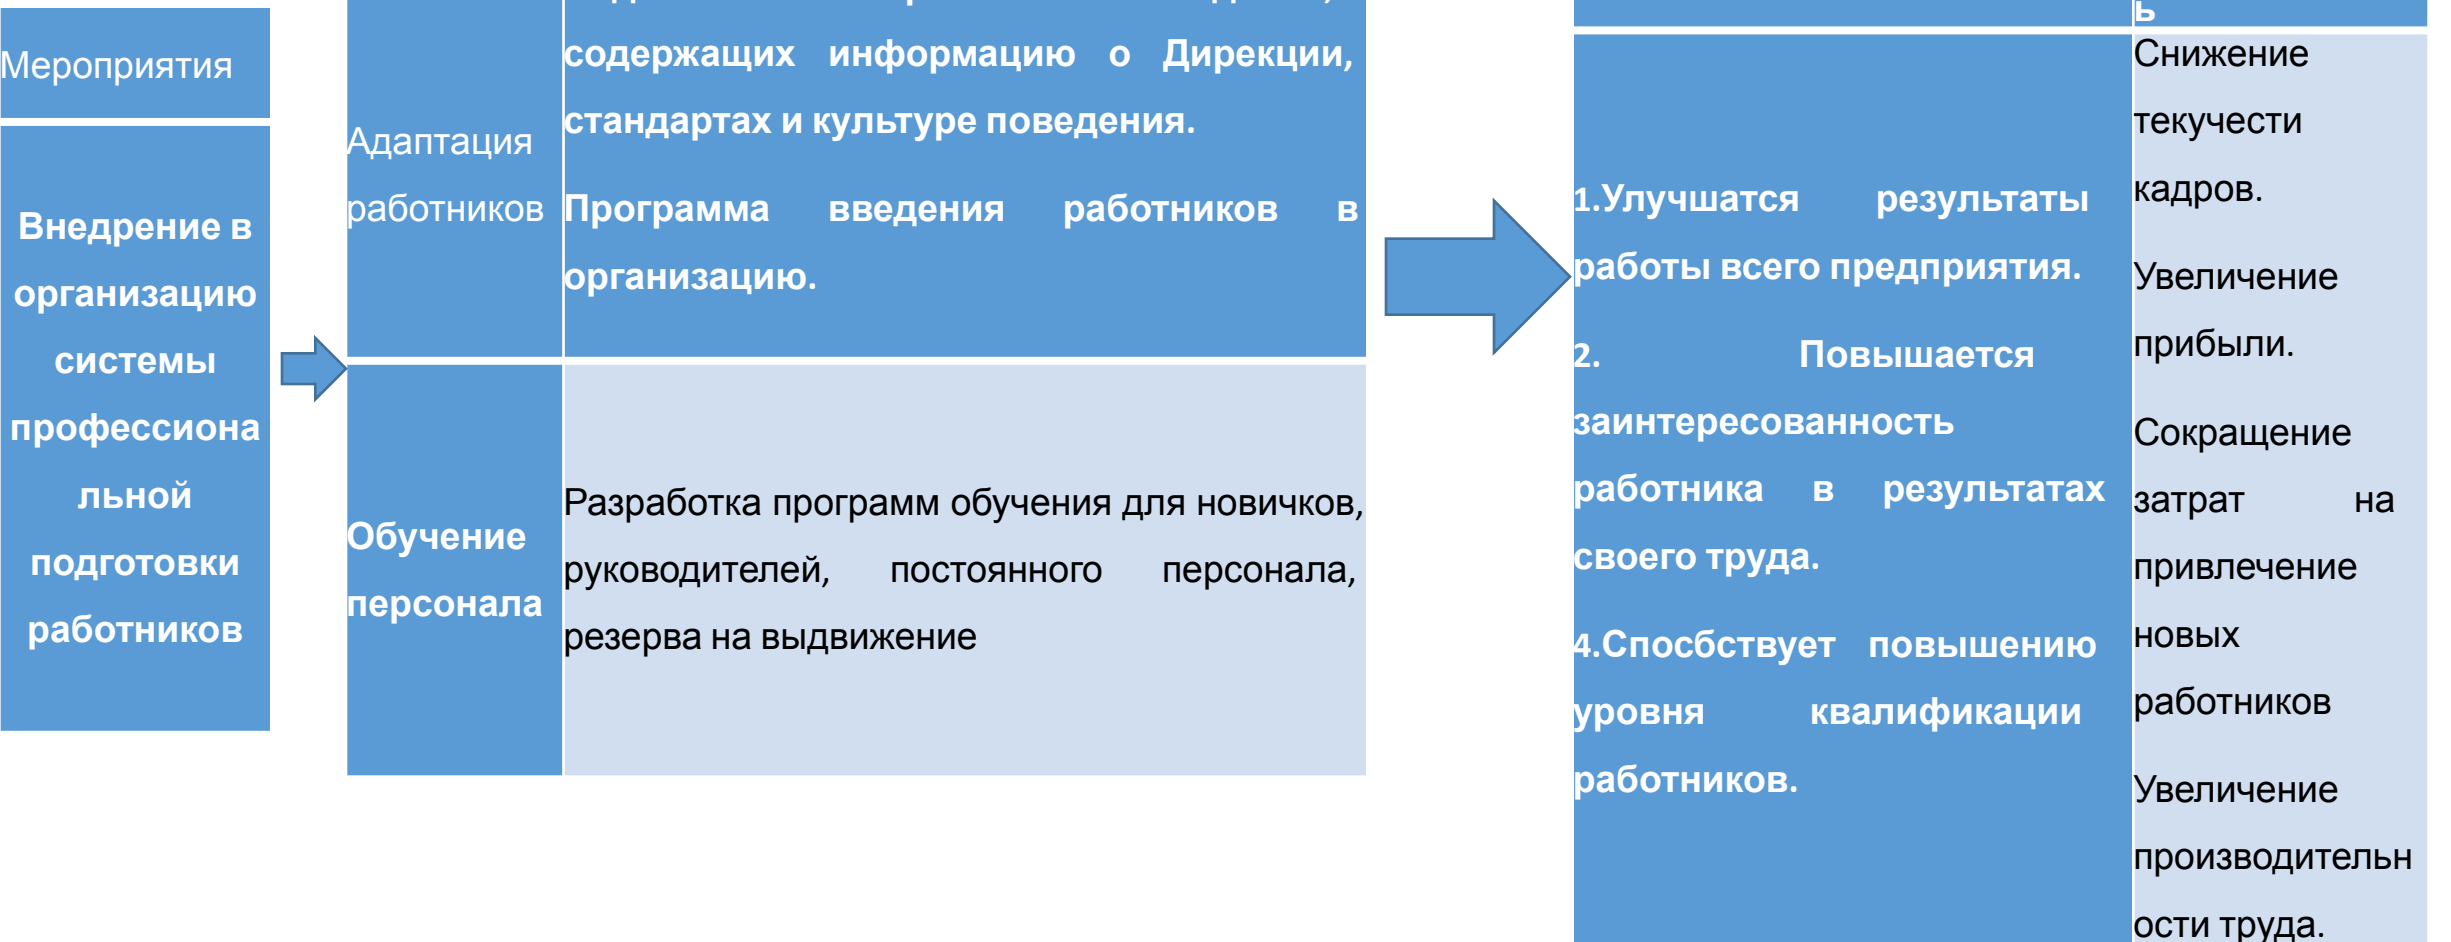 Мероприятия
Внедрение в
организацию
системы
профессиона
льной
подготовки
работников
Адаптация
работников
содержащих информацию о Дирекции,
стандартах и культуре поведения.
Программа введения работников в
организацию.
Обучение
персонала
Разработка программ обучения для новичков,
руководителей, постоянного персонала,
резерва на выдвижение
1.Улучшатся результаты
работы всего предприятия.
2. Повышается
заинтересованность
работника в результатах
своего труда.
4.Спосбствует повышению
уровня квалификации
работников.
ь
Снижение
текучести
кадров.
Увеличение
прибыли.
Сокращение
затрат на
привлечение
новых
работников
Увеличение
производительн
ости труда.